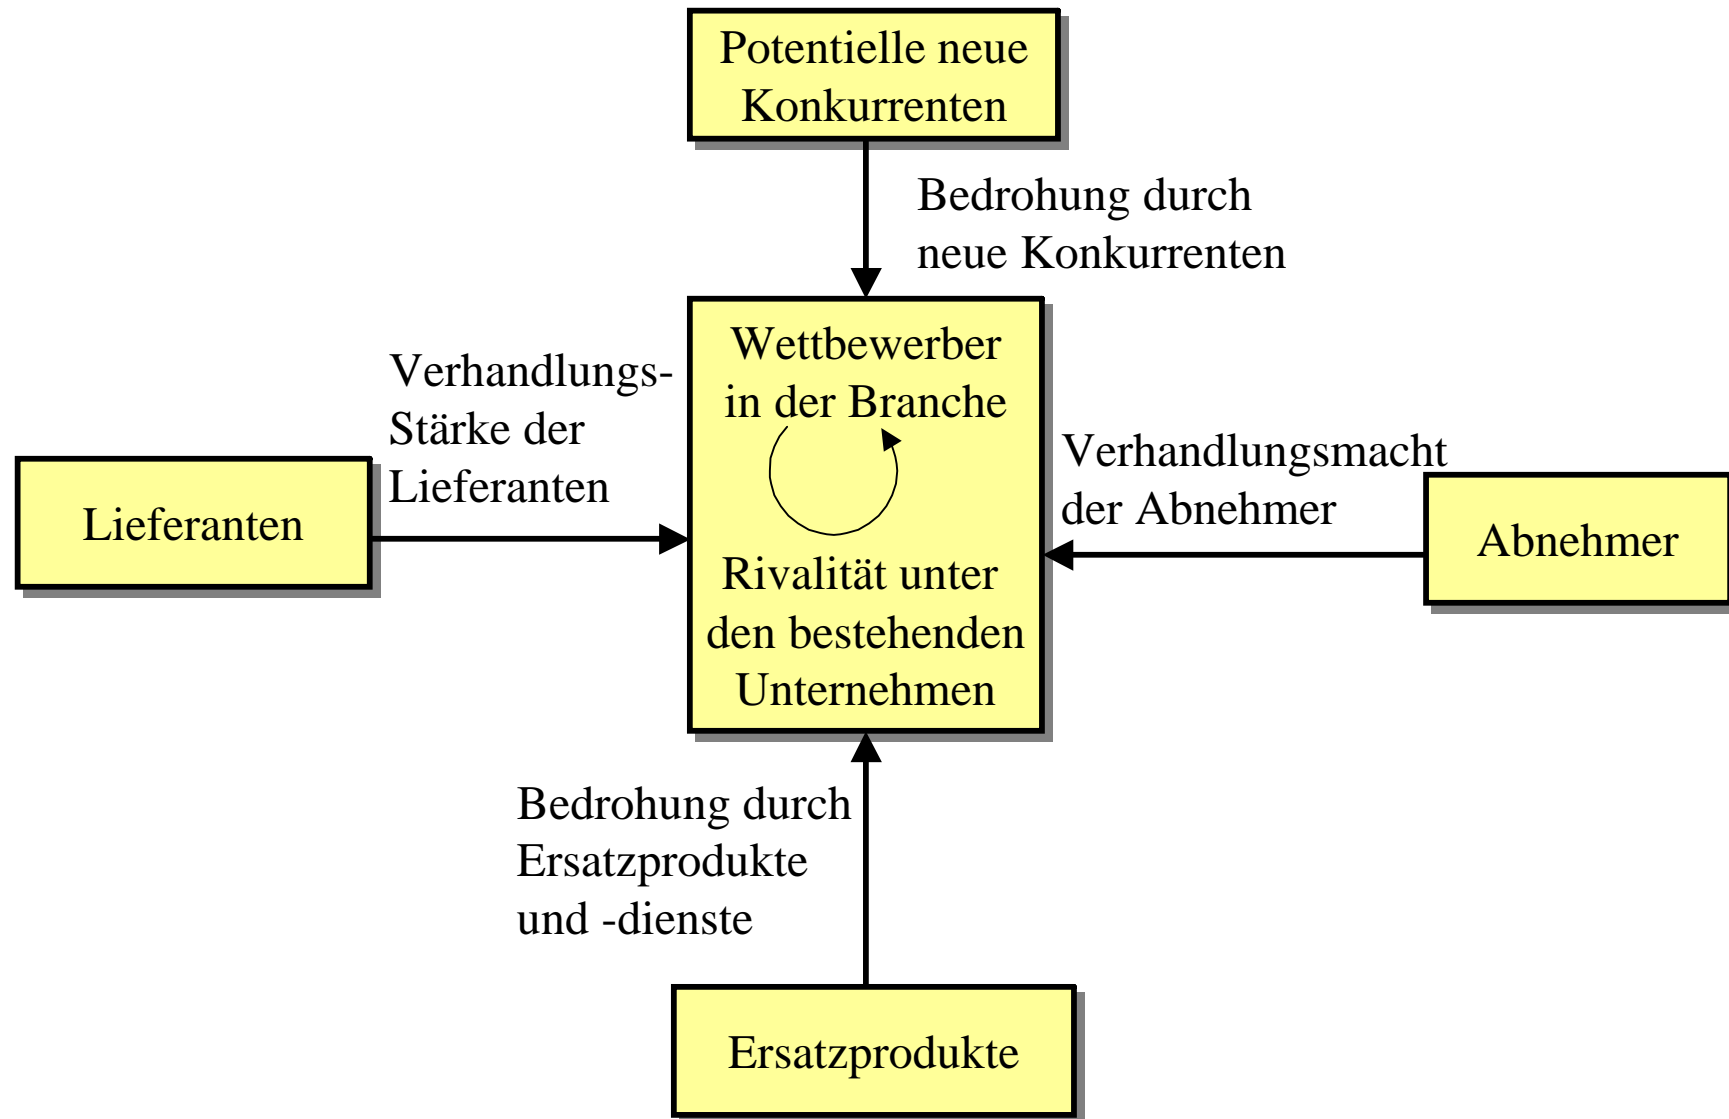 Potentielle neue
Konkurrenten
Bedrohung durch
neue Konkurrenten
Verhandlungs-
Stärke der
Lieferanten
Lieferanten
Wettbewerber
in der Branche
Rivalität unter
den bestehenden
Unternehmen
Verhandlungsmacht
der Abnehmer
Abnehmer
Bedrohung durch
Ersatzprodukte
und -dienste
Ersatzprodukte